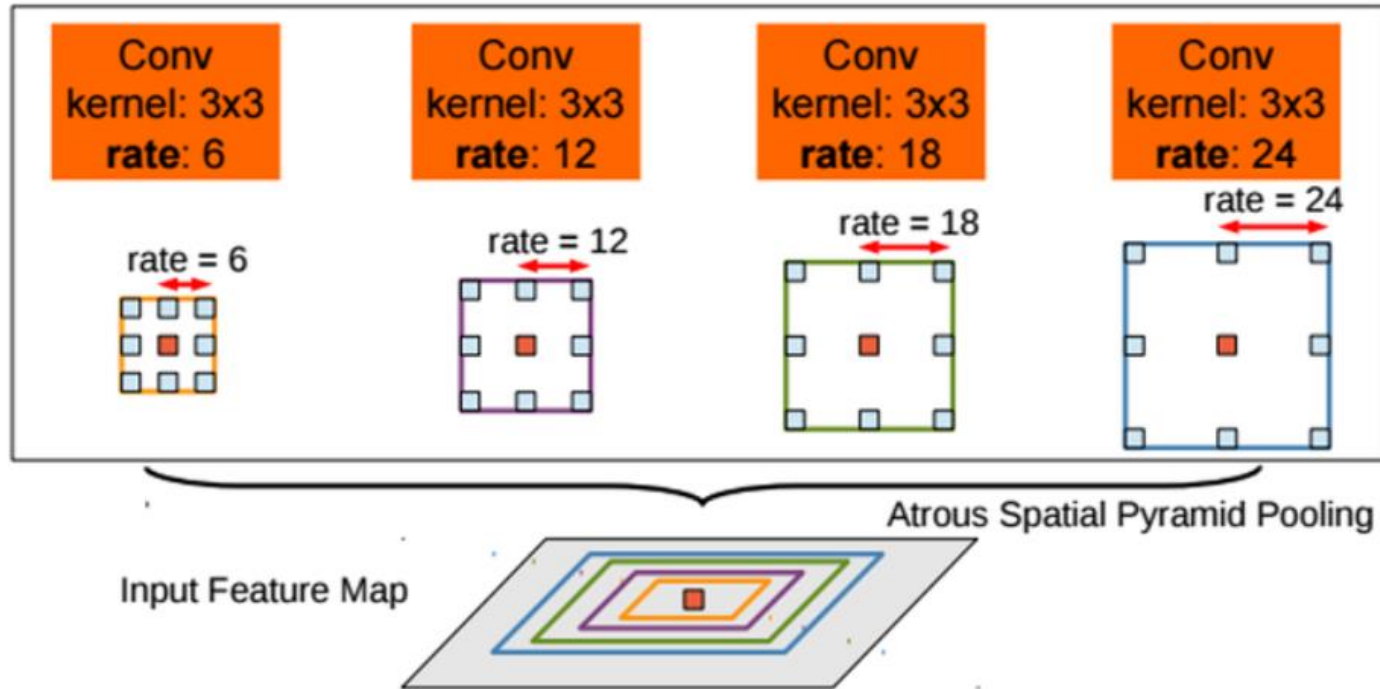 Conv
kernel: 3x3
rate: 6
Conv
kernel: 3x3
rate: 12
Conv
kernel: 3x3
rate: 18
Conv
kernel: 3x3
rate: 24
rate = 6
rate = 12
rate = 18
rate = 24
Atrous Spatial Pyramid Pooling
Input Feature Map